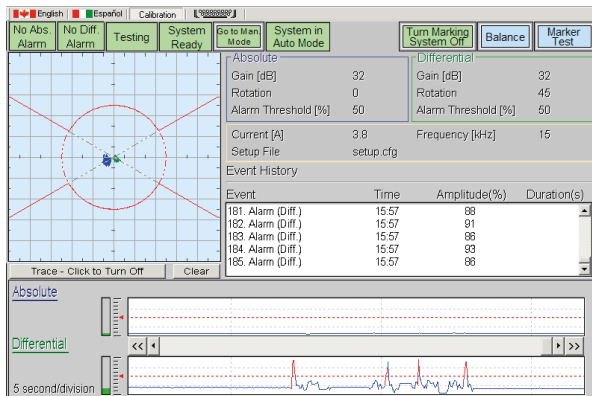 English Español Calibration
No Abs. Alarm No Diff. Alarm Testing System Ready Go to Man. Mode System in Auto Mode Turn Marking System Off Balance Marker Test
Absolute Differential
Gain [dB] 32 Gain [dB] 32
Rotation 0 Rotation 45
Alarm Threshold [%] 50 Alarm Threshold [%] 50
Current [A] 3.8 Frequency [kHz] 15
Setup File setup.cfg
Event History
Event Time Amplitude(%) Duration(s)
181. Alarm (Diff.) 15:57 88
182. Alarm (Diff.) 15:57 91
183. Alarm (Diff.) 15:57 86
184. Alarm (Diff.) 15:57 93
185. Alarm (Diff.) 15:57 86
Trace - Click to Turn Off Clear
Absolute
Differential
<< >>
5 second/division